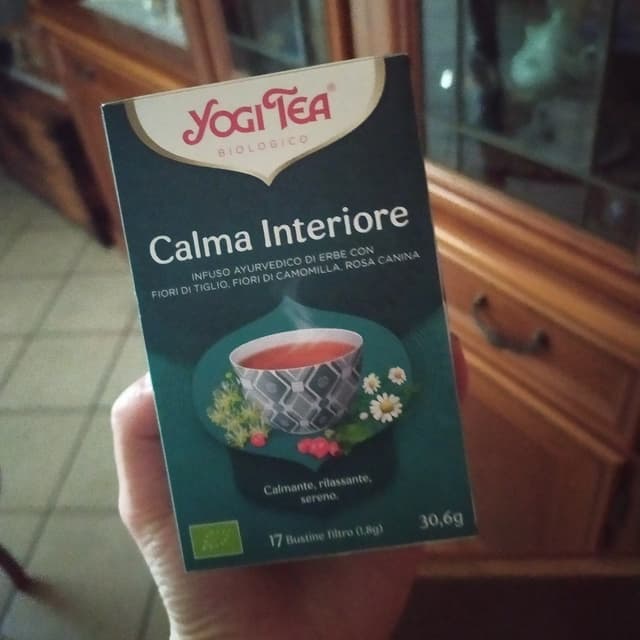 YOGI TEA®
BIOLOGICO
Calma Interiore
INFUSO AYURVEDICO DI ERBE CON
FIORI DI TIGLIO, FIORI DI CAMOMILLA, ROSA CANINA
Calmante, rilassante,
sereno.
17 Bustine filtro (1,8g)
30,6g